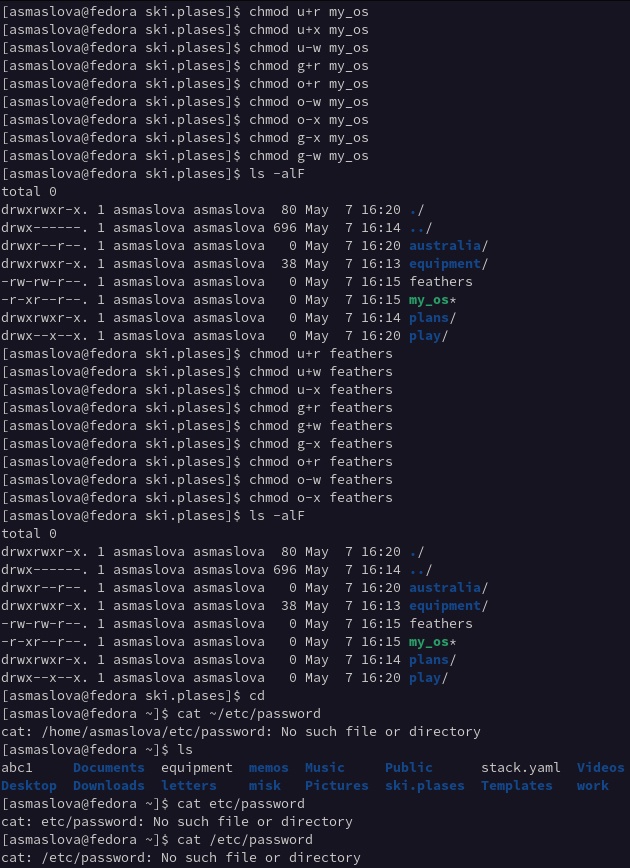 [asmaslova@fedora ski.plases]$ chmod u+r my_os
[asmaslova@fedora ski.plases]$ chmod u+x my_os
[asmaslova@fedora ski.plases]$ chmod u-w my_os
[asmaslova@fedora ski.plases]$ chmod g+r my_os
[asmaslova@fedora ski.plases]$ chmod o+r my_os
[asmaslova@fedora ski.plases]$ chmod o-w my_os
[asmaslova@fedora ski.plases]$ chmod o-x my_os
[asmaslova@fedora ski.plases]$ chmod g-x my_os
[asmaslova@fedora ski.plases]$ chmod g-w my_os
[asmaslova@fedora ski.plases]$ ls -alF
total 0
drwxrwxr-x. 1 asmaslova asmaslova  80 May  7 16:20 ./
drwx------. 1 asmaslova asmaslova 696 May  7 16:14 ../
drwxr--r--. 1 asmaslova asmaslova   0 May  7 16:20 australia/
drwxrwxr-x. 1 asmaslova asmaslova  38 May  7 16:13 equipment/
-rw-rw-r--. 1 asmaslova asmaslova   0 May  7 16:15 feathers
-r-xr--r--. 1 asmaslova asmaslova   0 May  7 16:15 my_os*
drwxrwxr-x. 1 asmaslova asmaslova   0 May  7 16:14 plans/
drwx--x--x. 1 asmaslova asmaslova   0 May  7 16:20 play/
[asmaslova@fedora ski.plases]$ chmod u+r feathers
[asmaslova@fedora ski.plases]$ chmod u+w feathers
[asmaslova@fedora ski.plases]$ chmod u-x feathers
[asmaslova@fedora ski.plases]$ chmod g+r feathers
[asmaslova@fedora ski.plases]$ chmod g+w feathers
[asmaslova@fedora ski.plases]$ chmod g-x feathers
[asmaslova@fedora ski.plases]$ chmod o+r feathers
[asmaslova@fedora ski.plases]$ chmod o-w feathers
[asmaslova@fedora ski.plases]$ chmod o-x feathers
[asmaslova@fedora ski.plases]$ ls -alF
total 0
drwxrwxr-x. 1 asmaslova asmaslova  80 May  7 16:20 ./
drwx------. 1 asmaslova asmaslova 696 May  7 16:14 ../
drwxr--r--. 1 asmaslova asmaslova   0 May  7 16:20 australia/
drwxrwxr-x. 1 asmaslova asmaslova  38 May  7 16:13 equipment/
-rw-rw-r--. 1 asmaslova asmaslova   0 May  7 16:15 feathers
-r-xr--r--. 1 asmaslova asmaslova   0 May  7 16:15 my_os*
drwxrwxr-x. 1 asmaslova asmaslova   0 May  7 16:14 plans/
drwx--x--x. 1 asmaslova asmaslova   0 May  7 16:20 play/
[asmaslova@fedora ski.plases]$ cd
[asmaslova@fedora ~]$ cat ~/etc/password
cat: /home/asmaslova/etc/password: No such file or directory
[asmaslova@fedora ~]$ ls
abc1     Documents  equipment  memos  Music     Public      stack.yaml  Videos
Desktop  Downloads  letters    misk   Pictures  ski.plases  Templates   work
[asmaslova@fedora ~]$ cat etc/password
cat: etc/password: No such file or directory
[asmaslova@fedora ~]$ cat /etc/password
cat: /etc/password: No such file or directory